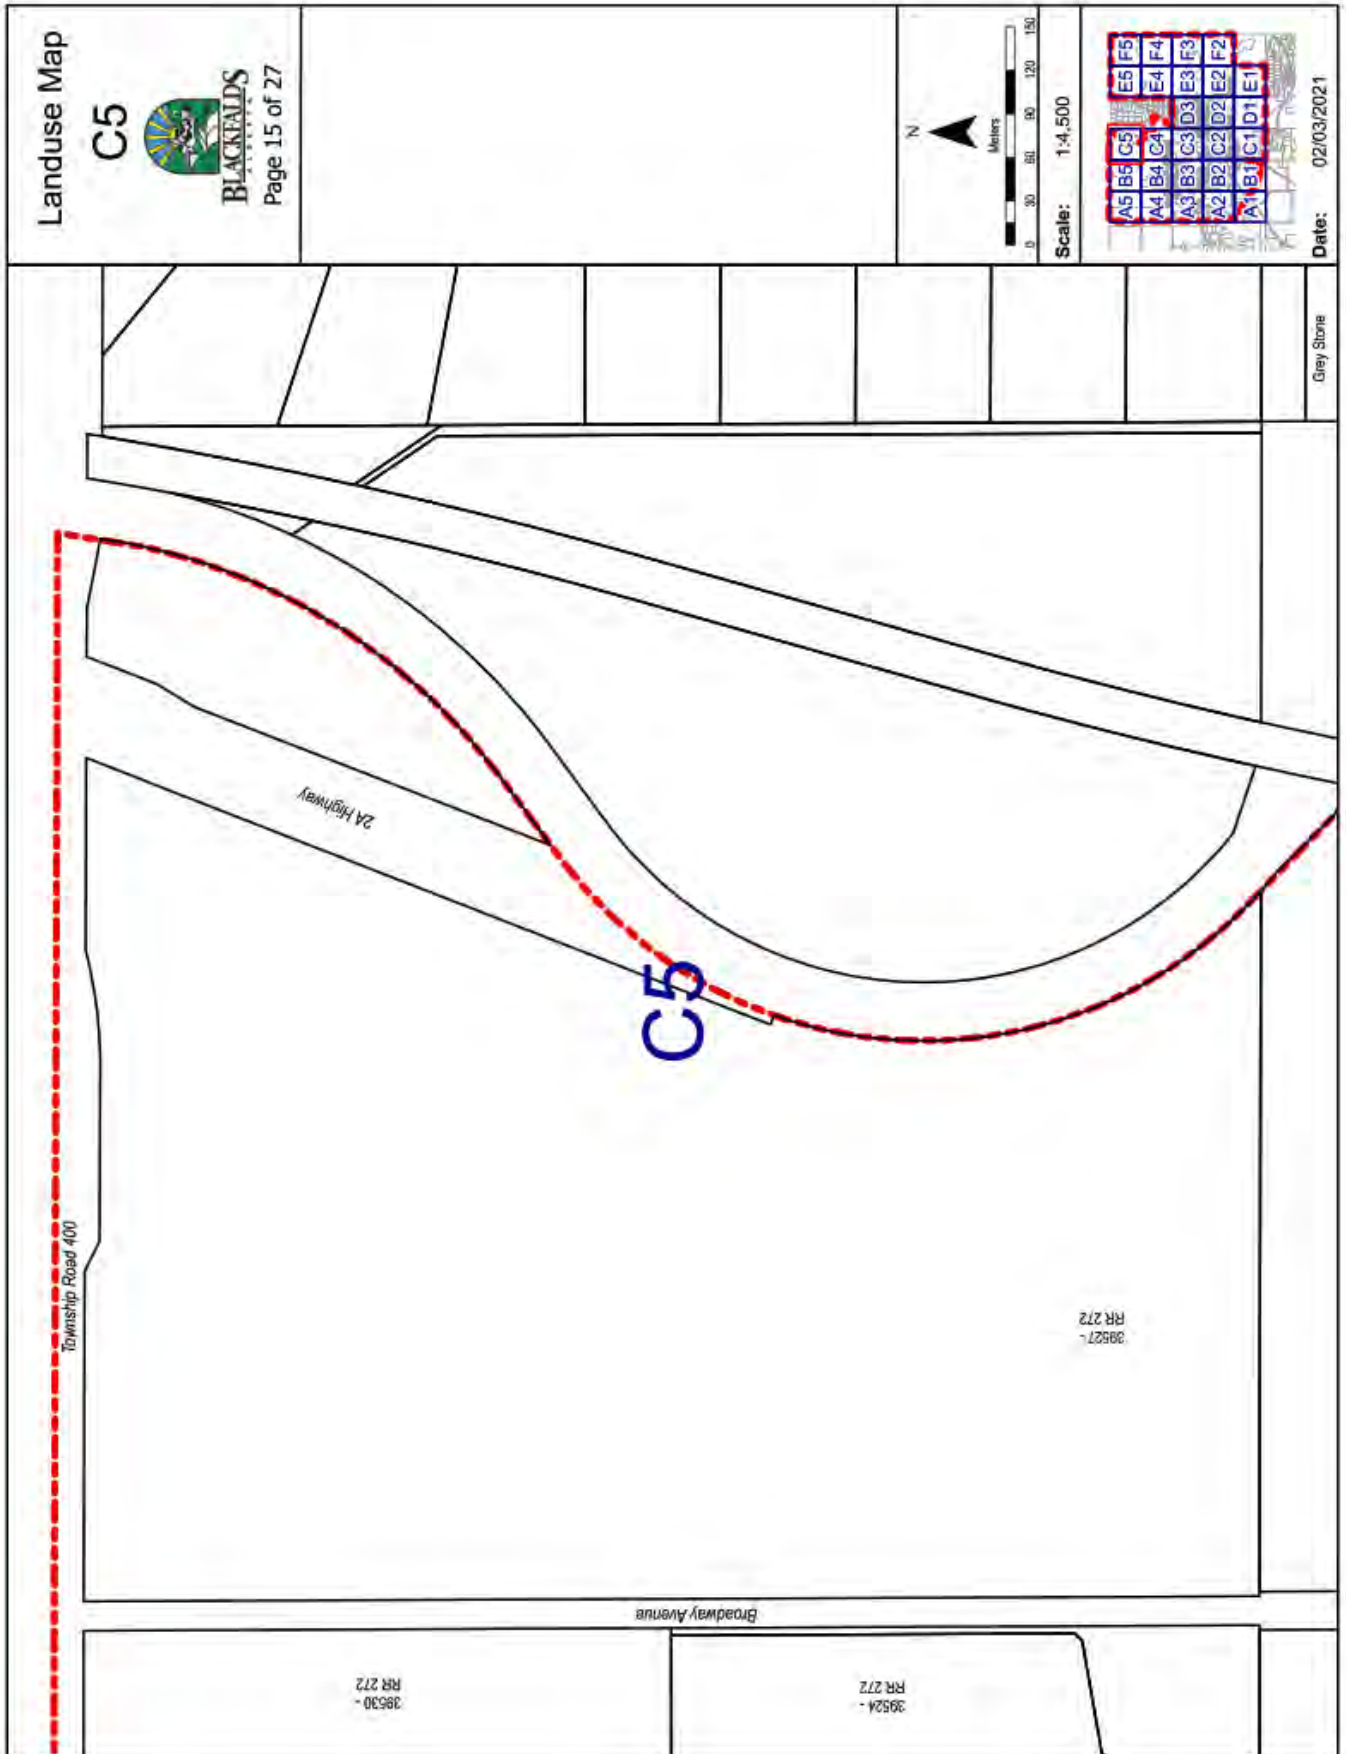 Landuse Map
C5
BLACKFALDS
ALBERTA
Page 15 of 27
N
Meters
0 30 60 90 120 150
Scale: 1:4,500
A5 B5 C5 E5 F5
A4 B4 C4 E4 F4
A3 B3 C3 D3 E3 F3
A2 B2 C2 D2 E2 F2
A1 B1 C1 D1 E1
Date: 02/03/2021
Grey Stone
2A Highway
C5
Township Road 400
39527 -
RR 272
Broadway Avenue
39530 -
RR 272
39524 -
RR 272